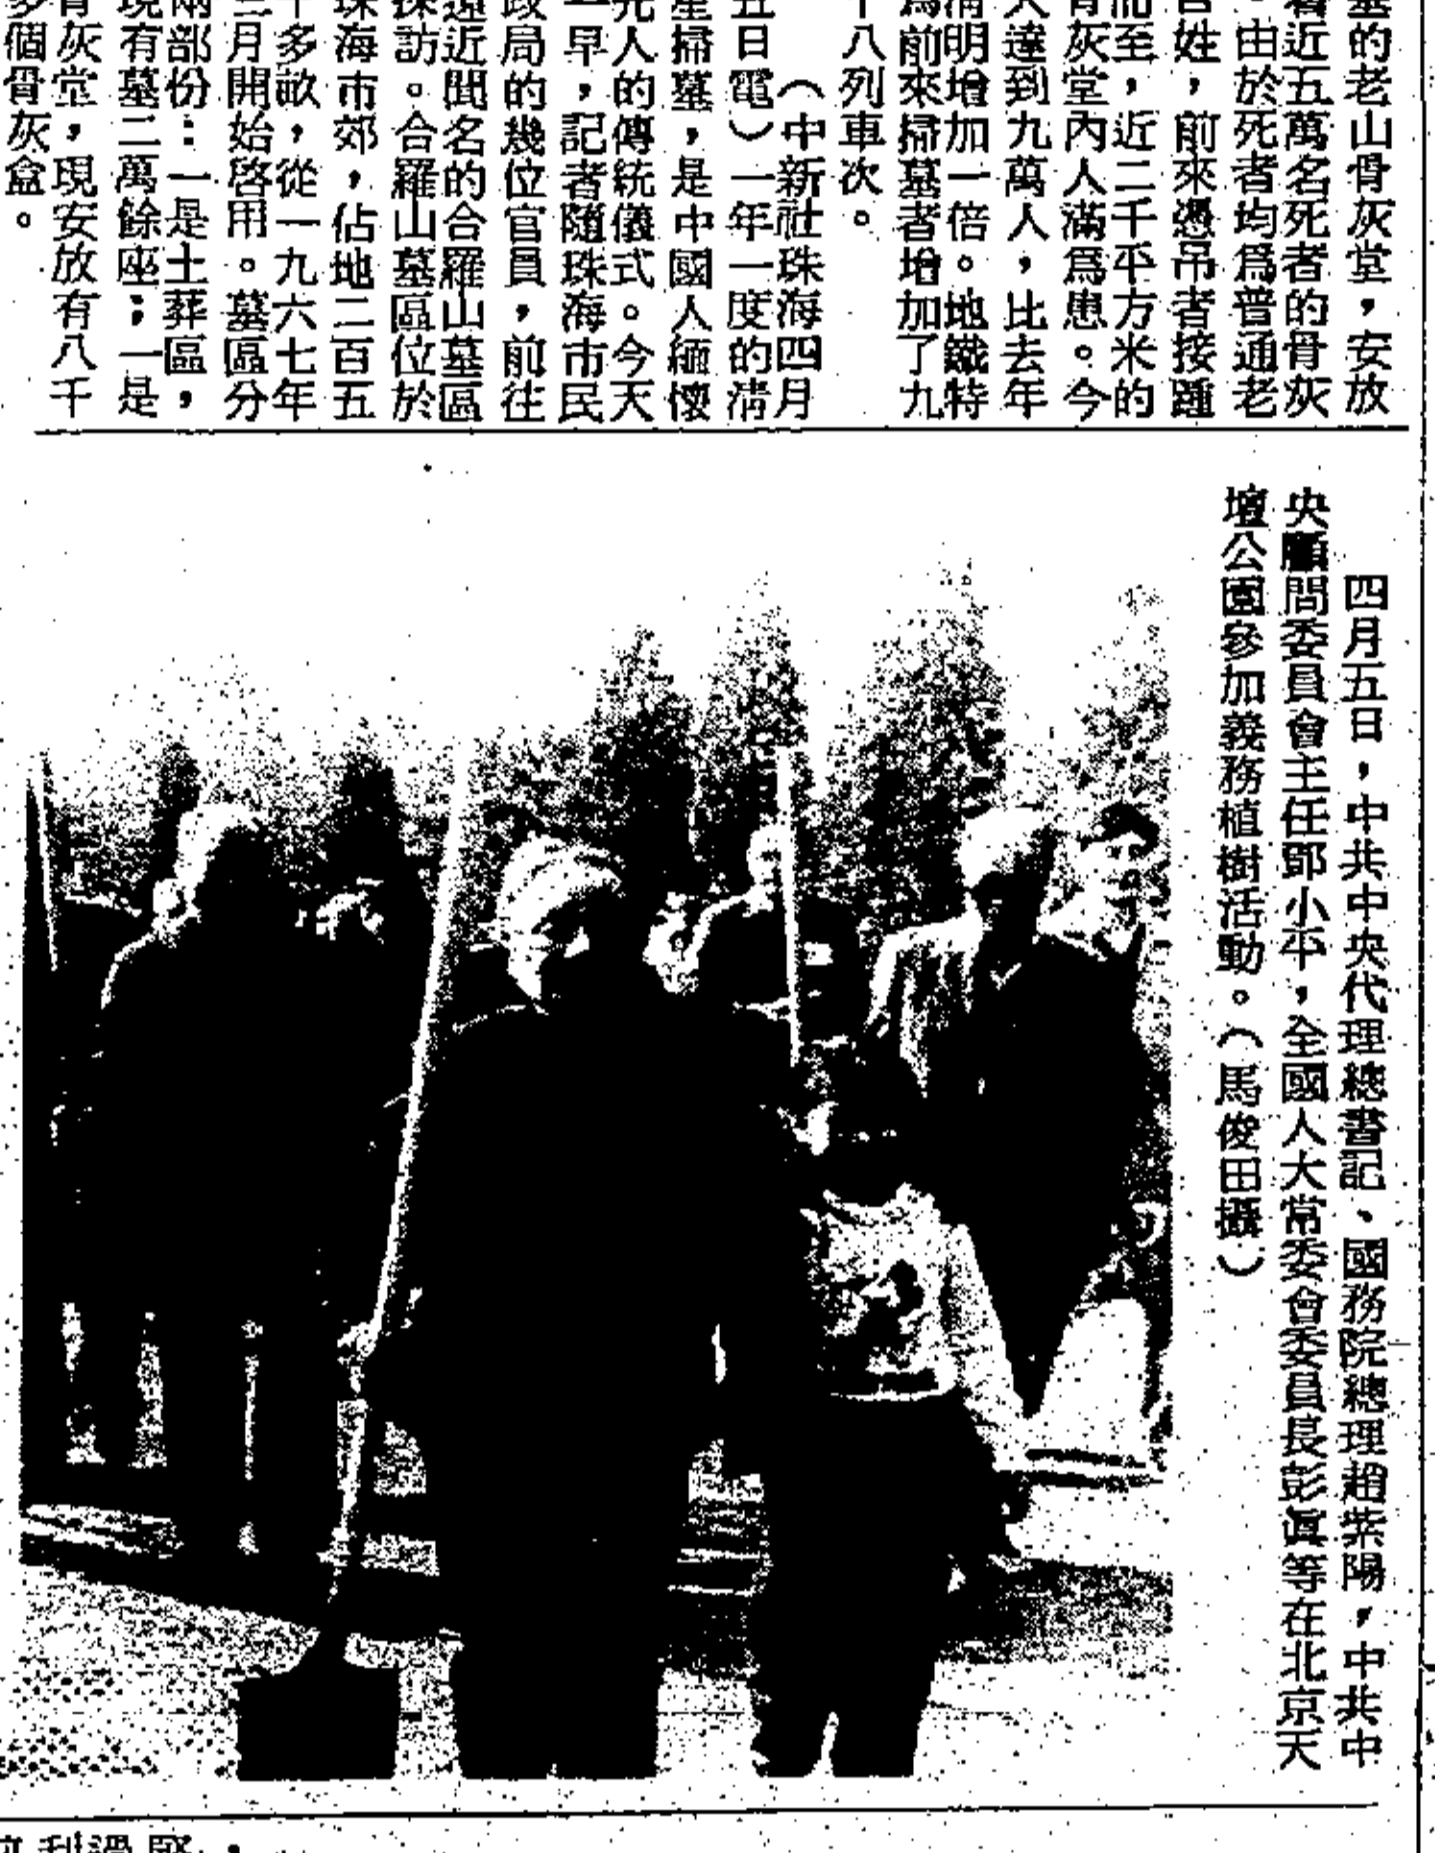 墓的老山骨灰堂，安放
着近五萬名死者的骨灰
。由於死者均爲普通老
百姓，前來憑吊者接踵
而至，近二千平方米的
骨灰堂內人滿爲患。今
人達到九萬人，比去年
清明增加一倍。地鐵特
爲前來掃墓者增加了九
十八列車次。
（中新社珠海四月
五日電）一年一度的清
掃墓，是中國人緬懷
先人的傳統儀式。今天
一早，記者隨珠海市民
政局的幾位官員，前往
遠近聞名的合羅山墓區
採訪。合羅山墓區位於
珠海市郊，佔地二百五
十多畝，從一九六七年
三月開始啓用。墓區分
兩部份：一是土葬區，
現有墓二萬餘座；一是
骨灰堂，現安放有八千
多個骨灰盒。
四月五日，中共中央代理總書記、國務院總理趙紫陽，中共中
央顧問委員會主任鄧小平，全國人大常委會委員長彭眞等在北京天
壇公園參加義務植樹活動。（馬俊田攝）